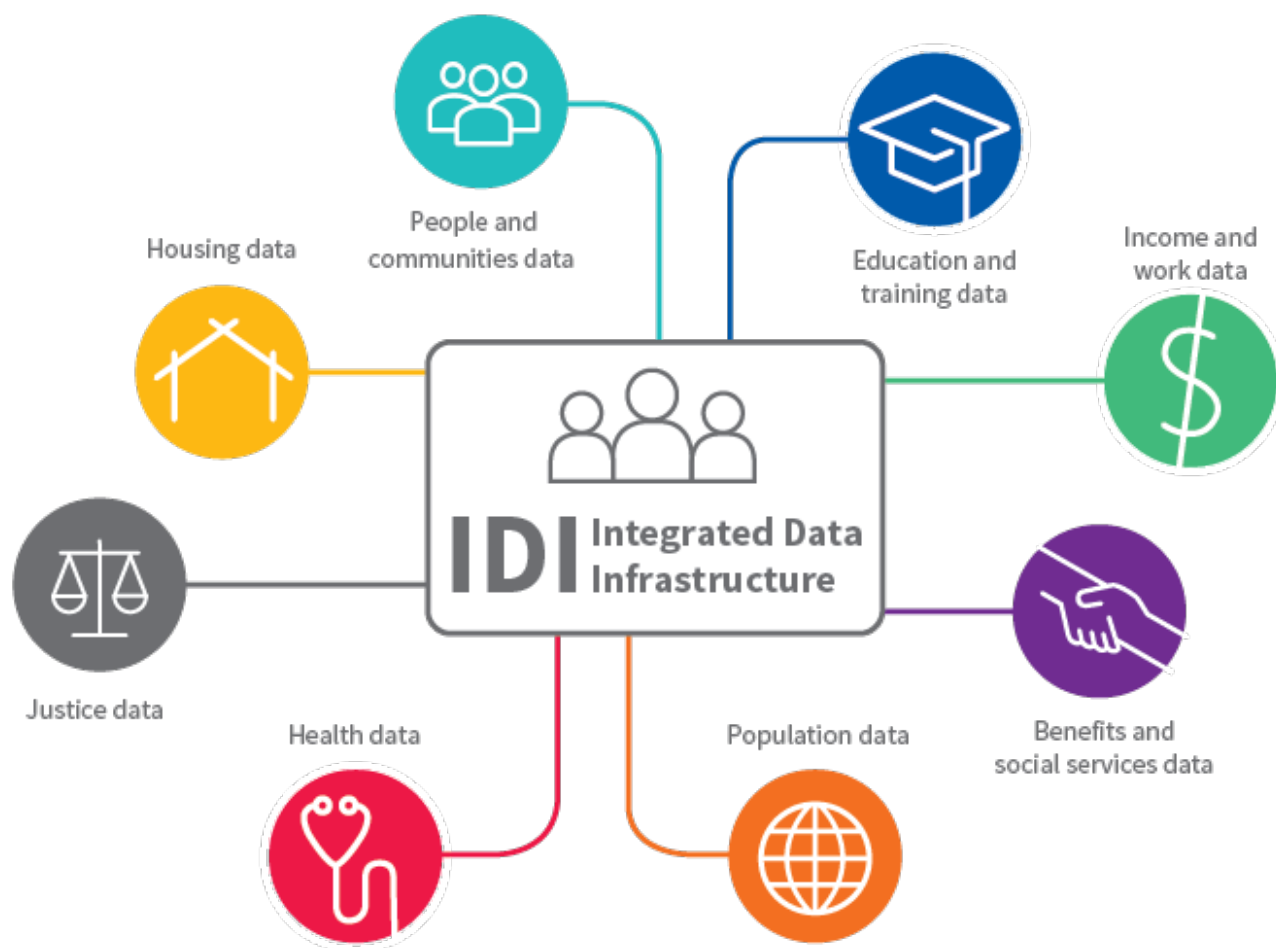 People and
communities data
Education and
training data
Income and
work data
Housing data
IDI Integrated Data
Infrastructure
Justice data
Health data
Population data
Benefits and
social services data